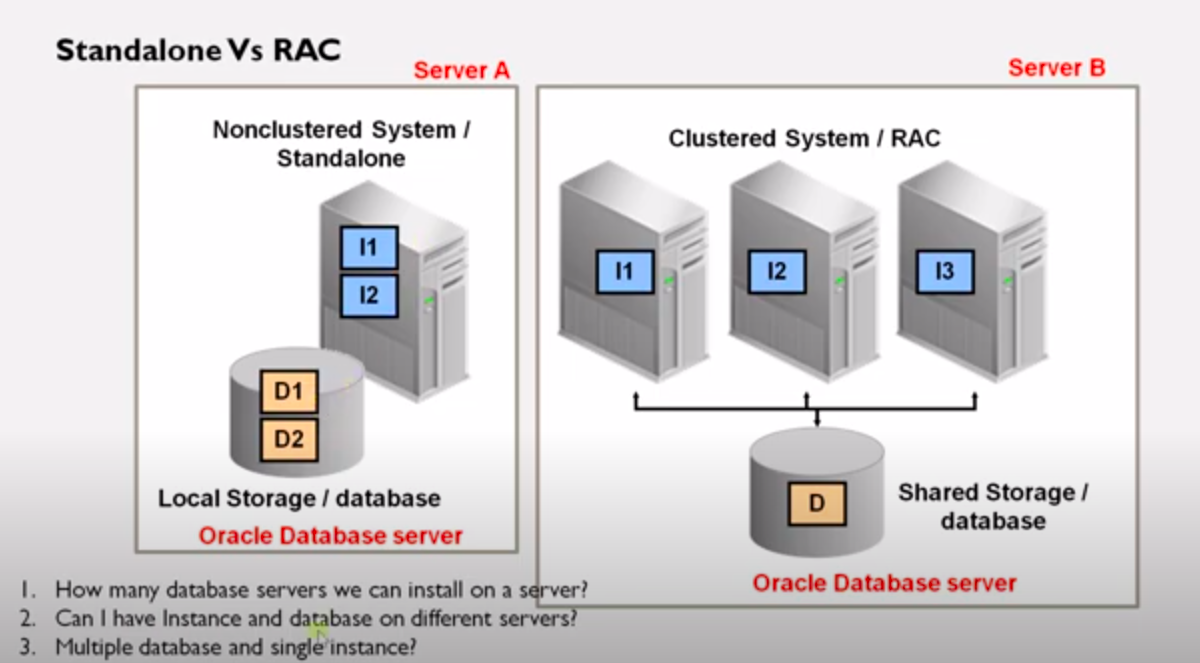 Standalone Vs RAC
Server A
Nonclustered System /
Standalone
I1
I2
D1
D2
Local Storage / database
Oracle Database server
Server B
Clustered System / RAC
I1
I2
I3
D
Shared Storage /
database
Oracle Database server
1. How many database servers we can install on a server?
2. Can I have Instance and database on different servers?
3. Multiple database and single instance?